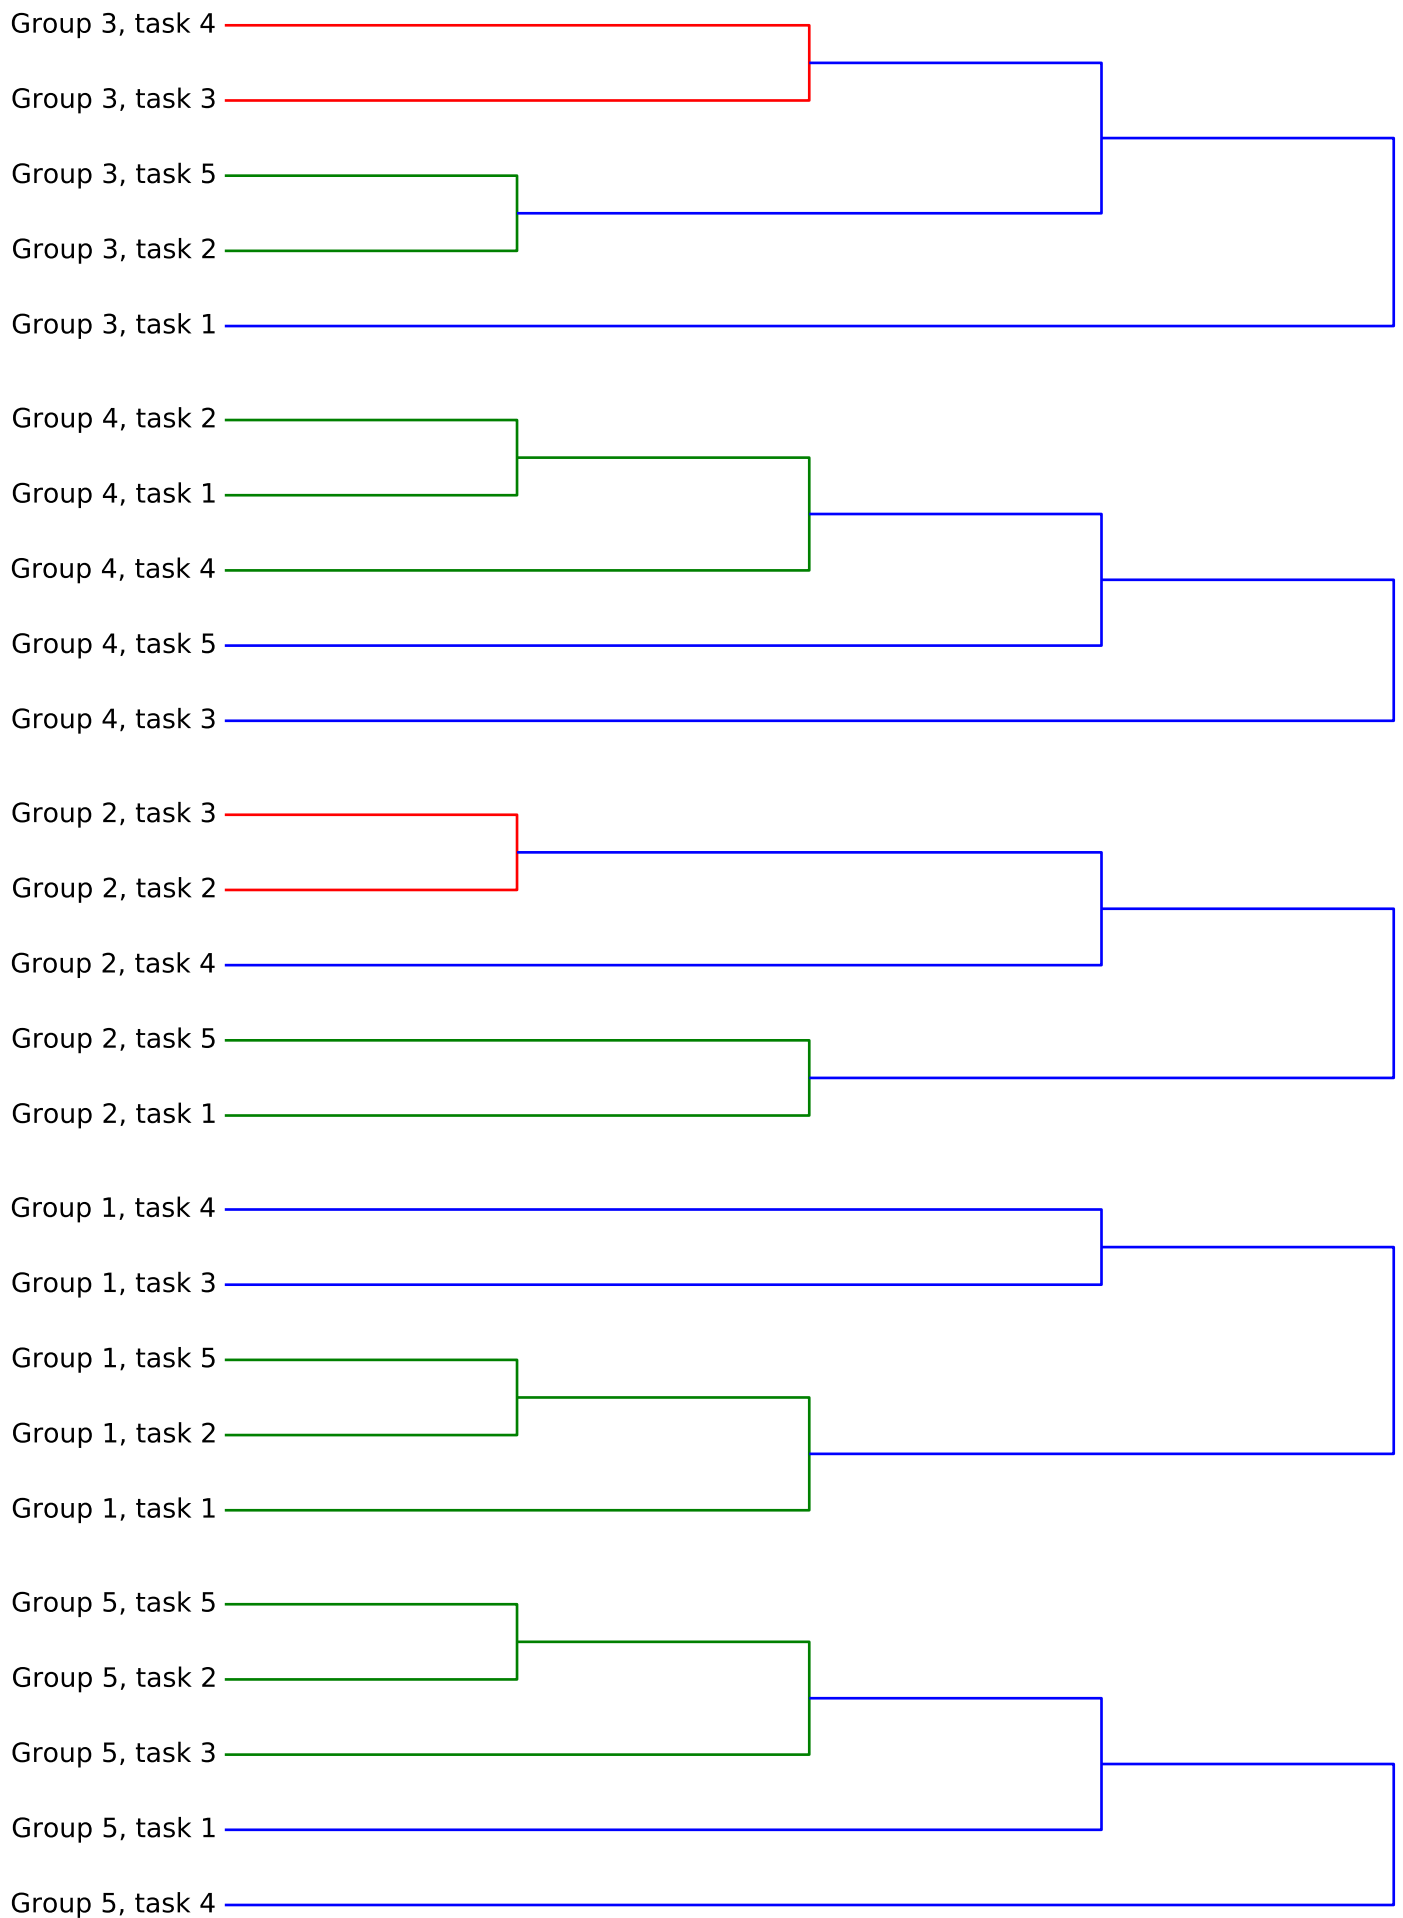 Group 3, task 4
Group 3, task 3
Group 3, task 5
Group 3, task 2
Group 3, task 1
Group 4, task 2
Group 4, task 1
Group 4, task 4
Group 4, task 5
Group 4, task 3
Group 2, task 3
Group 2, task 2
Group 2, task 4
Group 2, task 5
Group 2, task 1
Group 1, task 4
Group 1, task 3
Group 1, task 5
Group 1, task 2
Group 1, task 1
Group 5, task 5
Group 5, task 2
Group 5, task 3
Group 5, task 1
Group 5, task 4